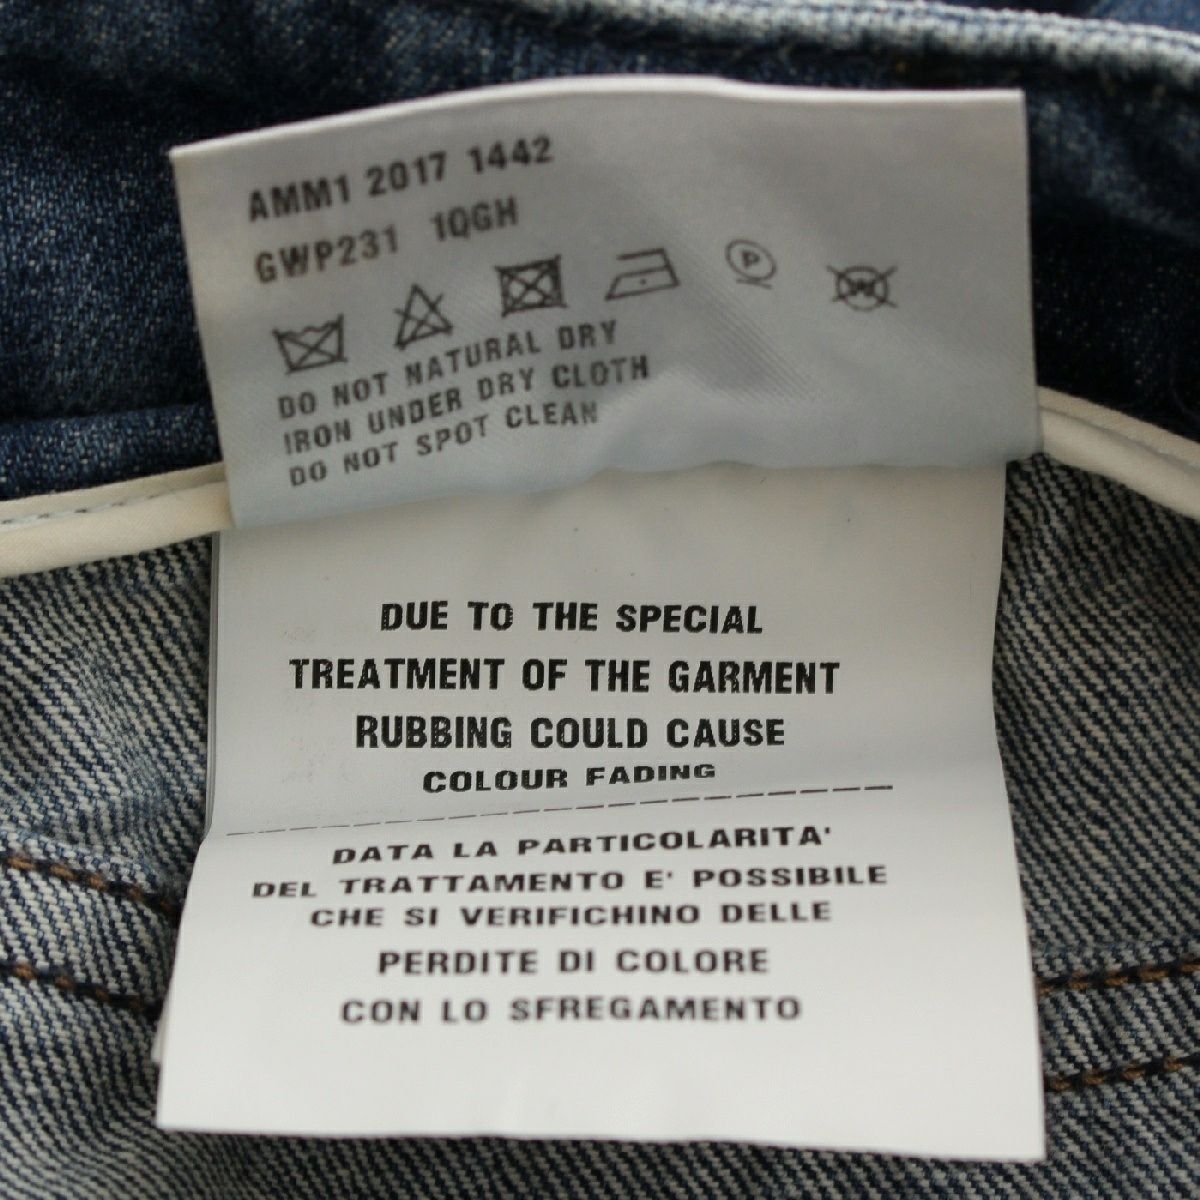 AMM1 2017 1442
GWP231 1QGH
P
W
DO NOT NATURAL DRY
IRON UNDER DRY CLOTH
DO NOT SPOT CLEAN
DUE TO THE SPECIAL
TREATMENT OF THE GARMENT
RUBBING COULD CAUSE
COLOUR FADING
DATA LA PARTICOLARITA'
DEL TRATTAMENTO E' POSSIBILE
CHE SI VERIFICHINO DELLE
PERDITE DI COLORE
CON LO SFREGAMENTO